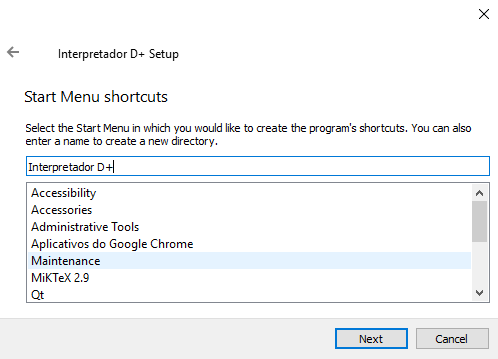 Interpretador D+ Setup
Start Menu shortcuts
Select the Start Menu in which you would like to create the program's shortcuts. You can also
enter a name to create a new directory.
Interpretador D+
Accessibility
Accessories
Administrative Tools
Aplicativos do Google Chrome
Maintenance
MiKTeX 2.9
Qt
Next
Cancel